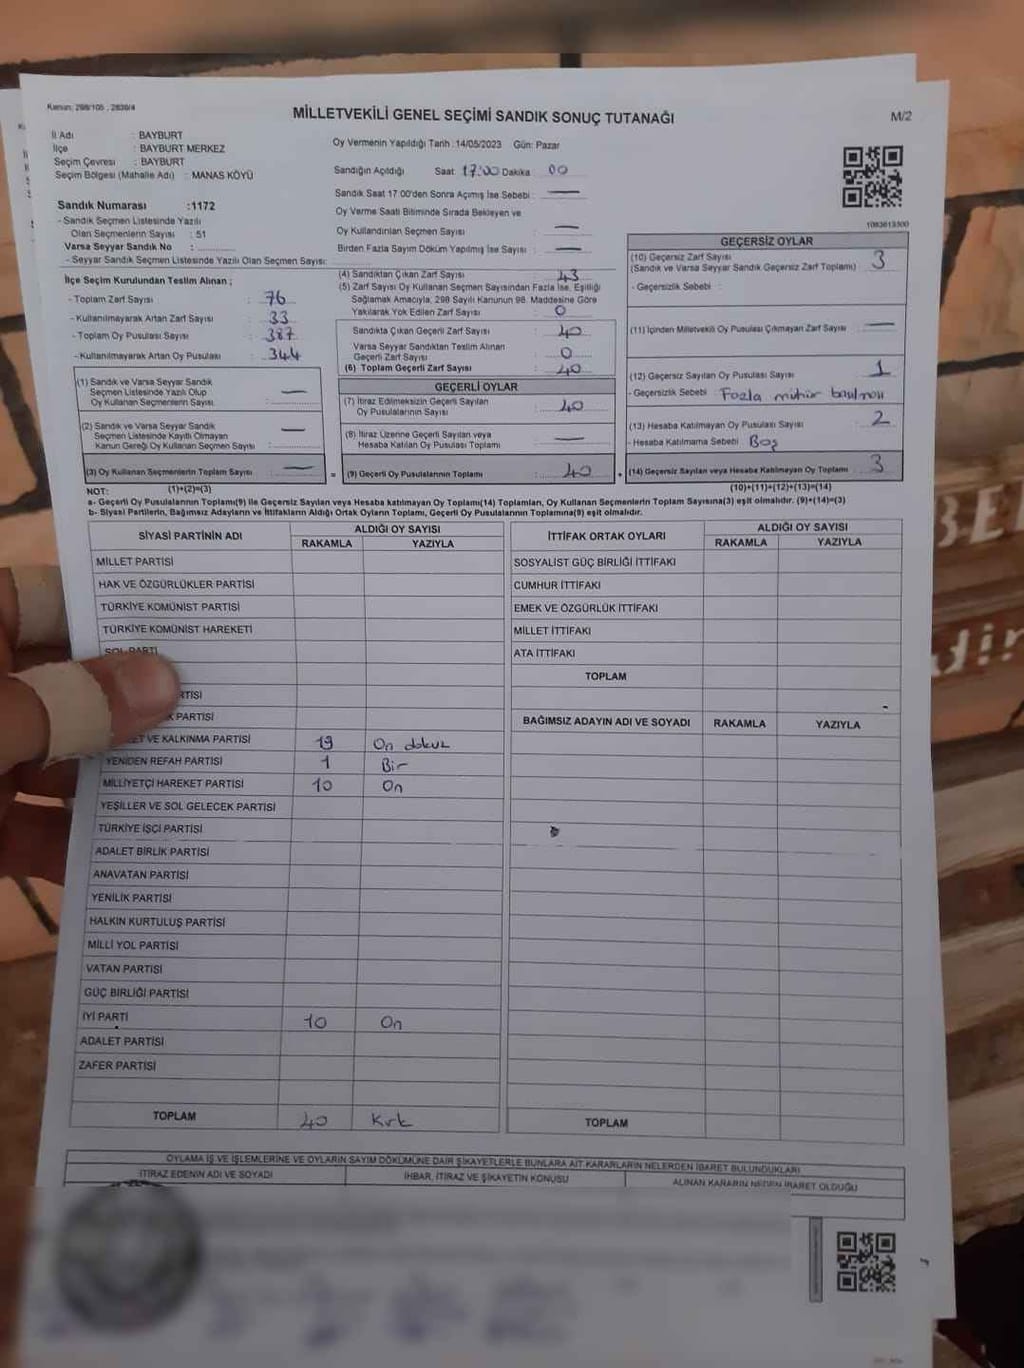 Kanun: 298/105 , 2839/4
MİLLETVEKİLİ GENEL SEÇİMİ SANDIK SONUÇ TUTANAĞI
M/2
İl Adı : BAYBURT
İlçe : BAYBURT MERKEZ
Seçim Çevresi : BAYBURT
Seçim Bölgesi (Mahalle Adı) : MANAS KÖYÜ
Sandık Numarası :1172
- Sandık Seçmen Listesinde Yazılı
Olan Seçmenlerin Sayısı : 51
Varsa Seyyar Sandık No :
- Seyyar Sandık Seçmen Listesinde Yazılı Olan Seçmen Sayısı:
Oy Vermenin Yapıldığı Tarih :14/05/2023 Gün: Pazar
Sandığın Açıldığı Saat 17:00 Dakika 00
Sandık Saat 17.00'den Sonra Açımış İse Sebebi : —
Oy Verme Saati Bitiminde Sırada Bekleyen ve
Oy Kullandırılan Seçmen Sayısı : —
Birden Fazla Sayım Döküm Yapılmış İse Sayısı : —
1083613500
İlçe Seçim Kurulundan Teslim Alınan ;
- Toplam Zarf Sayısı : 76
- Kullanılmayarak Artan Zarf Sayısı : 33
- Toplam Oy Pusulası Sayısı : 387
- Kullanılmayarak Artan Oy Pusulası : 344
(1) Sandık ve Varsa Seyyar Sandık
Seçmen Listesinde Yazılı Olup
Oy Kullanan Seçmenlerin Sayısı : —
(2) Sandık ve Varsa Seyyar Sandık
Seçmen Listesinde Kayıtlı Olmayan
Kanun Gereği Oy Kullanan Seçmen Sayısı : —
(3) Oy Kullanan Seçmenlerin Toplam Sayısı : —
(1)+(2)=(3)
(4) Sandıktan Çıkan Zarf Sayısı : 43
(5) Zarf Sayısı Oy Kullanan Seçmen Sayısından Fazla İse, Eşitliği
Sağlamak Amacıyla, 298 Sayılı Kanunun 98. Maddesine Göre
Yakılarak Yok Edilen Zarf Sayısı : 0
Sandıkta Çıkan Geçerli Zarf Sayısı : 40
Varsa Seyyar Sandıktan Teslim Alınan
Geçerli Zarf Sayısı : 0
(6) Toplam Geçerli Zarf Sayısı : 40
GEÇERLİ OYLAR
(7) İtiraz Edilmeksizin Geçerli Sayılan
Oy Pusulalarının Sayısı : 40
(8) İtiraz Üzerine Geçerli Sayılan veya
Hesaba Katılan Oy Pusulası Toplamı : —
= (9) Geçerli Oy Pusulalarının Toplamı : 40 +
GEÇERSİZ OYLAR
(10) Geçersiz Zarf Sayısı
(Sandık ve Varsa Seyyar Sandık Geçersiz Zarf Toplamı) : 3
- Geçersizlik Sebebi :
(11) İçinden Milletvekili Oy Pusulası Çıkmayan Zarf Sayısı : —
(12) Geçersiz Sayılan Oy Pusulası Sayısı : 1
- Geçersizlik Sebebi : Fazla mühür basılması
(13) Hesaba Katılmayan Oy Pusulası Sayısı : 2
- Hesaba Katılmama Sebebi : Boş
(14) Geçersiz Sayılan veya Hesaba Katılmayan Oy Toplamı : 3
(10)+(11)+(12)+(13)=(14)
NOT:
a- Geçerli Oy Pusulalarının Toplamı(9) ile Geçersiz Sayılan veya Hesaba katılmayan Oy Toplamı(14) Toplamları, Oy Kullanan Seçmenlerin Toplam Sayısına(3) eşit olmalıdır. (9)+(14)=(3)
b- Siyasi Partilerin, Bağımsız Adayların ve İttifakların Aldığı Ortak Oyların Toplamı, Geçerli Oy Pusulalarının Toplamına(9) eşit olmalıdır.
SİYASİ PARTİNİN ADI ALDIĞI OY SAYISI
RAKAMLA YAZIYLA
MİLLET PARTİSİ
HAK VE ÖZGÜRLÜKLER PARTİSİ
TÜRKİYE KOMÜNİST PARTİSİ
TÜRKİYE KOMÜNİST HAREKETİ
SOL PARTİ
RTİSİ
K PARTİSİ
ET VE KALKINMA PARTİSİ 19 On dokuz
YENİDEN REFAH PARTİSİ 1 Bir
MİLLİYETÇİ HAREKET PARTİSİ 10 On
YEŞİLLER VE SOL GELECEK PARTİSİ
TÜRKİYE İŞÇİ PARTİSİ
ADALET BİRLİK PARTİSİ
ANAVATAN PARTİSİ
YENİLİK PARTİSİ
HALKIN KURTULUŞ PARTİSİ
MİLLİ YOL PARTİSİ
VATAN PARTİSİ
GÜÇ BİRLİĞİ PARTİSİ
İYİ PARTİ 10 On
ADALET PARTİSİ
ZAFER PARTİSİ
TOPLAM 40 Kırk
İTTİFAK ORTAK OYLARI ALDIĞI OY SAYISI
RAKAMLA YAZIYLA
SOSYALİST GÜÇ BİRLİĞİ İTTİFAKI
CUMHUR İTTİFAKI
EMEK VE ÖZGÜRLÜK İTTİFAKI
MİLLET İTTİFAKI
ATA İTTİFAKI
TOPLAM
BAĞIMSIZ ADAYIN ADI VE SOYADI RAKAMLA YAZIYLA
TOPLAM
OYLAMA İŞ VE İŞLEMLERİNE VE OYLARIN SAYIM DÖKÜMÜNE DAİR ŞİKAYETLERLE BUNLARA AİT KARARLARIN NELERDEN İBARET BULUNDUKLARI
İTİRAZ EDENİN ADI VE SOYADI
İHBAR, İTİRAZ VE ŞİKAYETİN KONUSU
ALINAN KARARIN NEDEN İBARET OLDUĞU